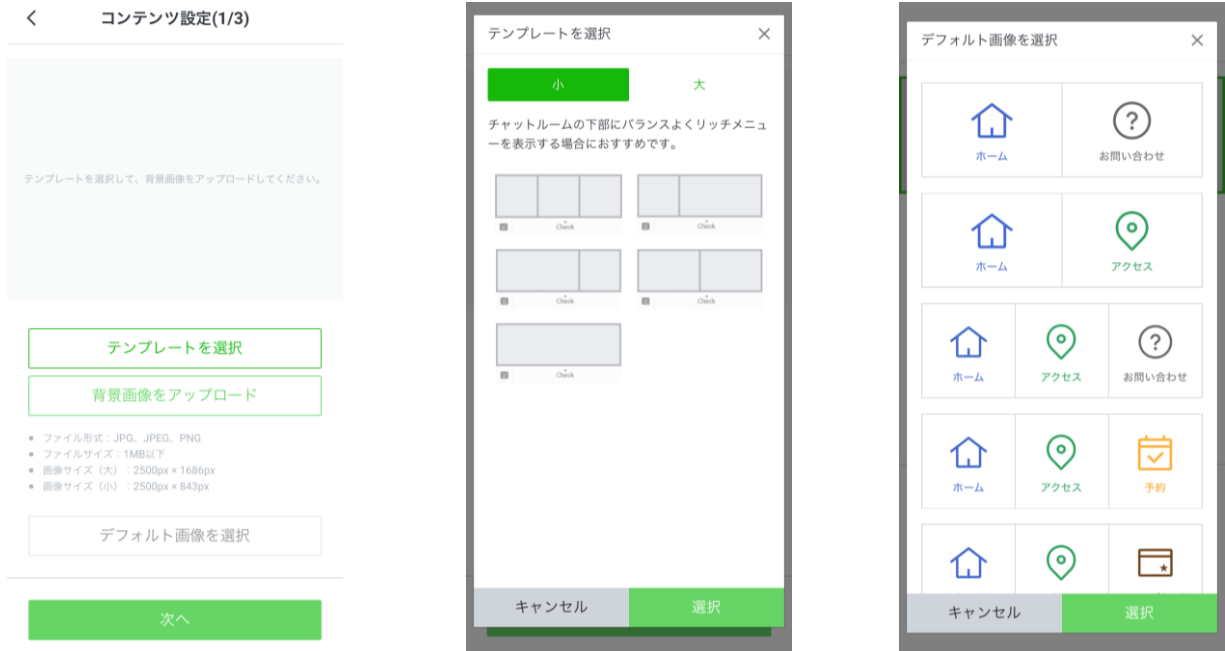 コンテンツ設定(1/3)
テンプレートを選択して、背景画像をアップロードしてください。
テンプレートを選択
背景画像をアップロード
ファイル形式：JPG、JPEG、PNG
ファイルサイズ：1MB以下
画像サイズ（大）：2500px × 1686px
画像サイズ（小）：2500px × 843px
デフォルト画像を選択
次へ
テンプレートを選択
小
大
チャットルームの下部にバランスよくリッチメニュ
ーを表示する場合におすすめです。
Check
Check
Check
Check
Check
キャンセル
選択
デフォルト画像を選択
ホーム
お問い合わせ
ホーム
アクセス
ホーム
アクセス
お問い合わせ
ホーム
アクセス
予約
キャンセル
選択